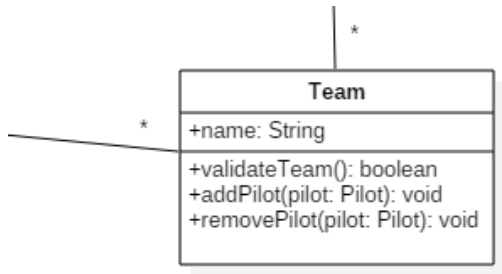 *
Team
*
+name: String
+validateTeam(): boolean
+addPilot(pilot: Pilot): void
+removePilot(pilot: Pilot): void